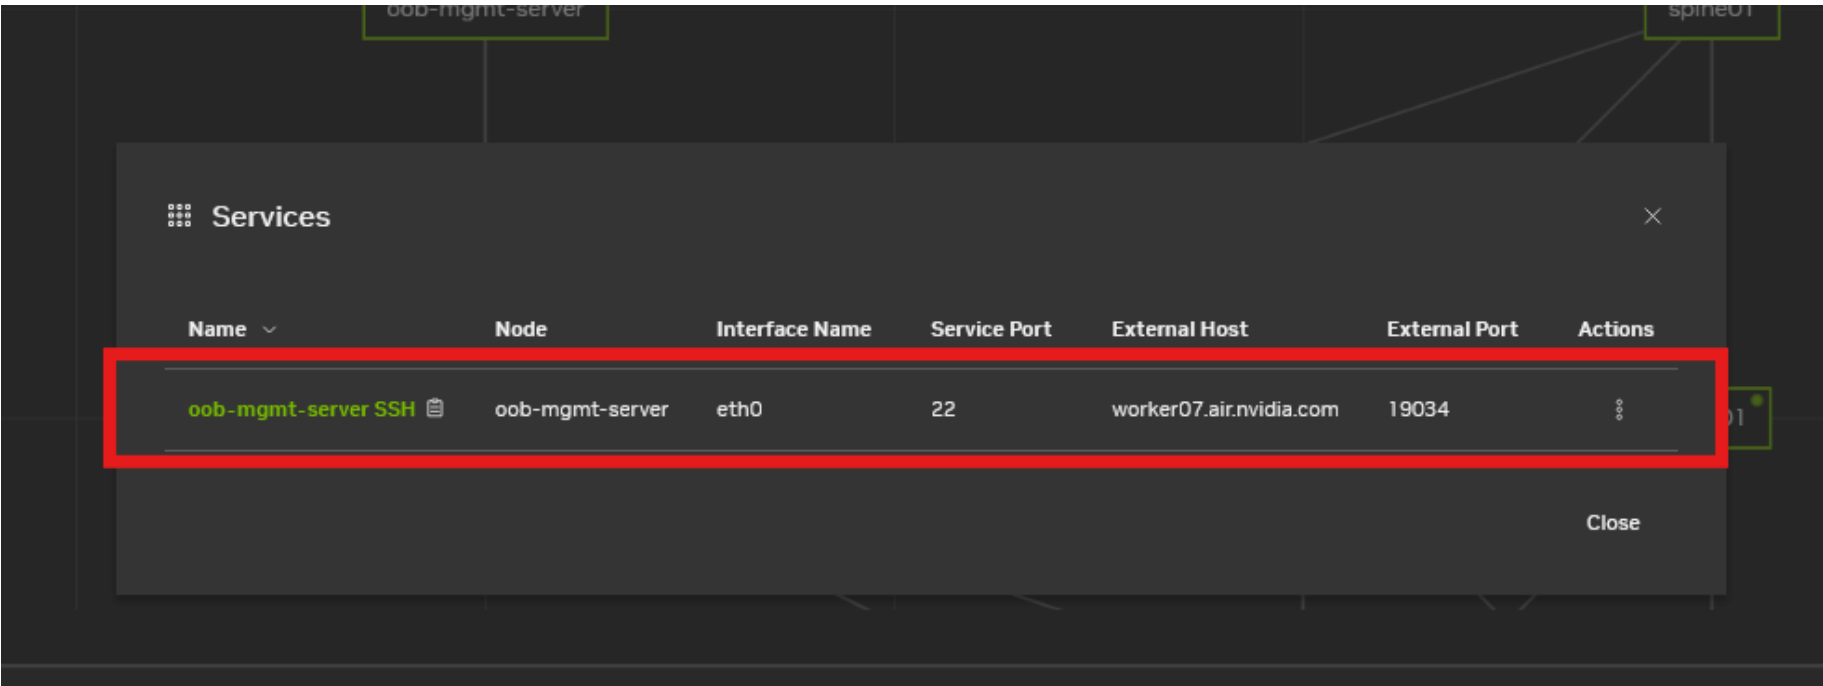 oob-mgmt-server
spine01
Services
Name Node Interface Name Service Port External Host External Port Actions
oob-mgmt-server SSH oob-mgmt-server eth0 22 worker07.air.nvidia.com 19034
01
Close